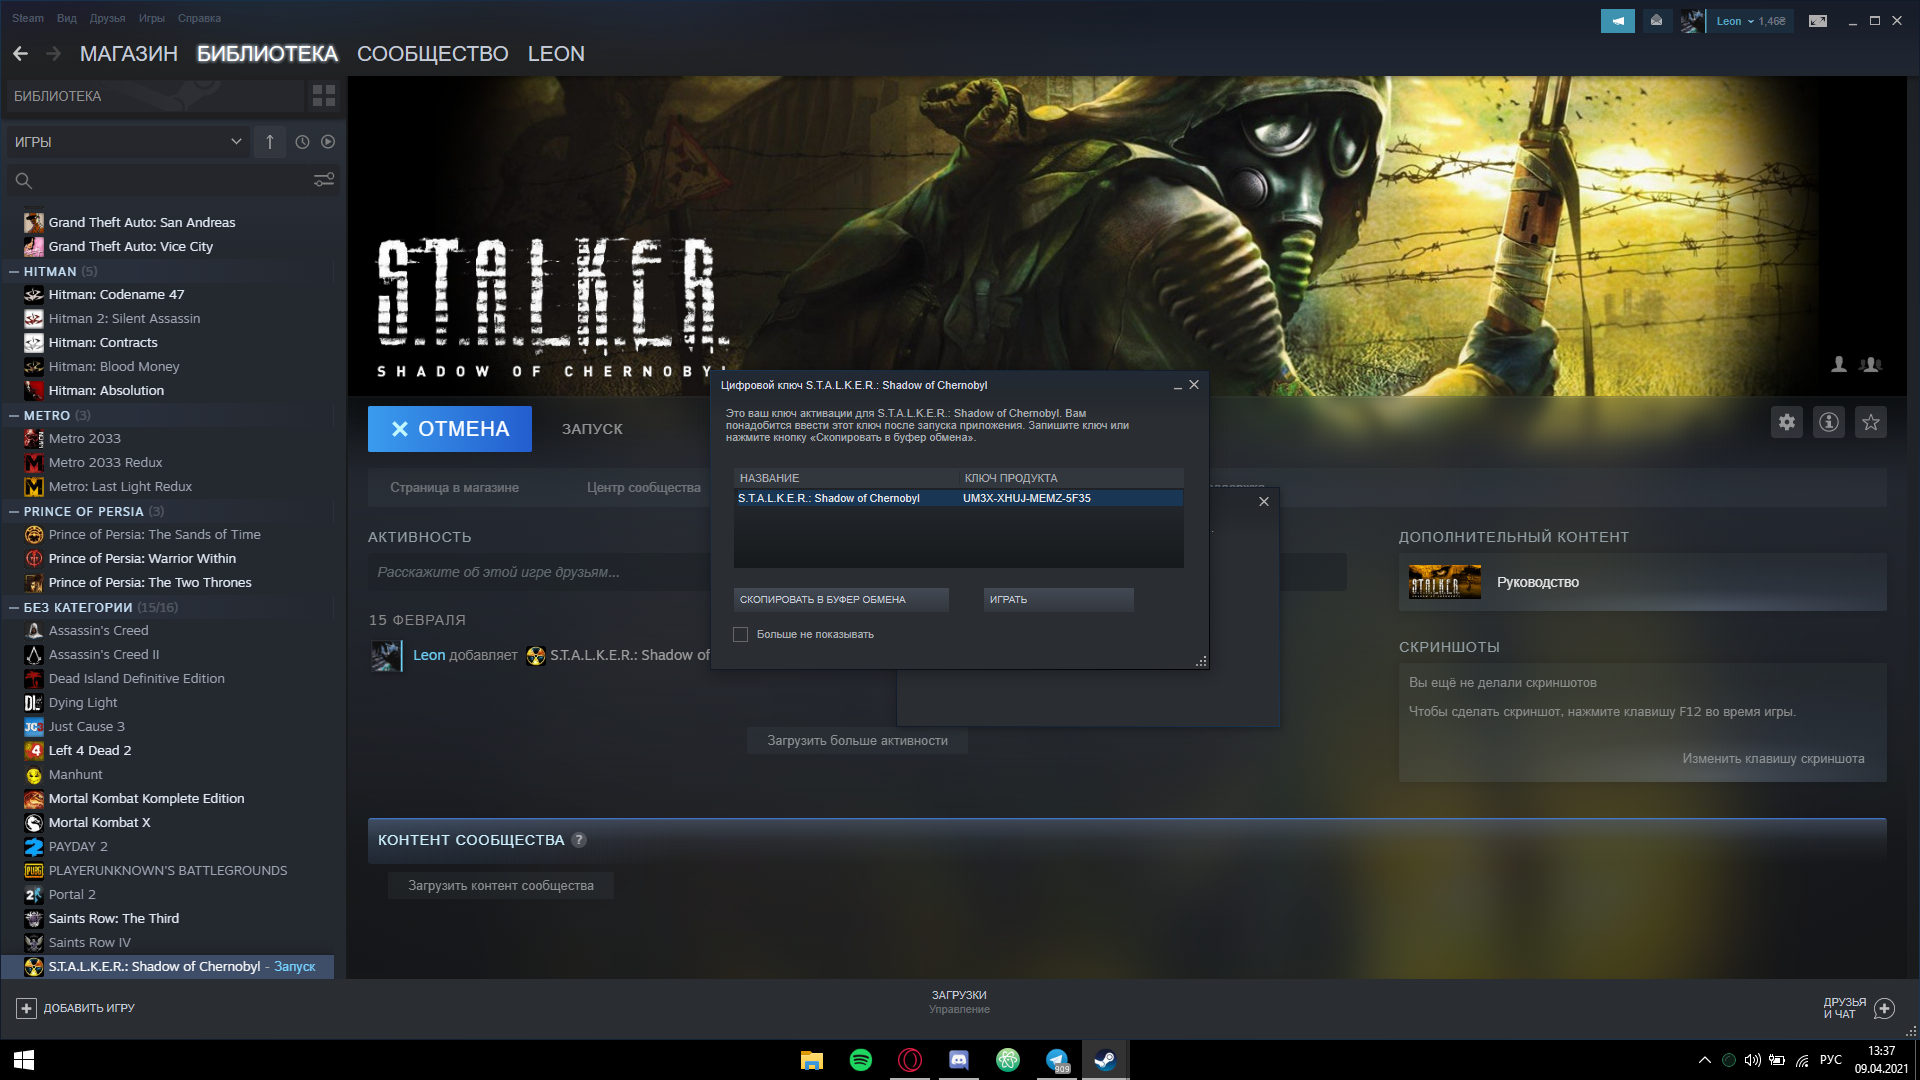 Steam Вид Друзья Игры Справка
Leon 1,46₴
МАГАЗИН БИБЛИОТЕКА СООБЩЕСТВО LEON
БИБЛИОТЕКА
ИГРЫ
Grand Theft Auto: San Andreas
Grand Theft Auto: Vice City
HITMAN (5)
Hitman: Codename 47
Hitman 2: Silent Assassin
Hitman: Contracts
Hitman: Blood Money
Hitman: Absolution
METRO (3)
Metro 2033
Metro 2033 Redux
Metro: Last Light Redux
PRINCE OF PERSIA (3)
Prince of Persia: The Sands of Time
Prince of Persia: Warrior Within
Prince of Persia: The Two Thrones
БЕЗ КАТЕГОРИИ (15/16)
Assassin's Creed
Assassin's Creed II
Dead Island Definitive Edition
Dying Light
Just Cause 3
Left 4 Dead 2
Manhunt
Mortal Kombat Komplete Edition
Mortal Kombat X
PAYDAY 2
PLAYERUNKNOWN'S BATTLEGROUNDS
Portal 2
Saints Row: The Third
Saints Row IV
S.T.A.L.K.E.R.: Shadow of Chernobyl - Запуск
S.T.A.L.K.E.R.
SHADOW OF CHERNOBYL
ОТМЕНА
ЗАПУСК
Страница в магазине
Центр сообщества
АКТИВНОСТЬ
Расскажите об этой игре друзьям...
15 ФЕВРАЛЯ
Leon добавляет S.T.A.L.K.E.R.: Shadow of
Загрузить больше активности
КОНТЕНТ СООБЩЕСТВА ?
Загрузить контент сообщества
Цифровой ключ S.T.A.L.K.E.R.: Shadow of Chernobyl
Это ваш ключ активации для S.T.A.L.K.E.R.: Shadow of Chernobyl. Вам
понадобится ввести этот ключ после запуска приложения. Запишите ключ или
нажмите кнопку «Скопировать в буфер обмена».
НАЗВАНИЕ КЛЮЧ ПРОДУКТА
S.T.A.L.K.E.R.: Shadow of Chernobyl UM3X-XHUJ-MEMZ-5F35
СКОПИРОВАТЬ В БУФЕР ОБМЕНА
ИГРАТЬ
Больше не показывать
ДОПОЛНИТЕЛЬНЫЙ КОНТЕНТ
S.T.A.L.K.E.R.
Руководство
СКРИНШОТЫ
Вы ещё не делали скриншотов
Чтобы сделать скриншот, нажмите клавишу F12 во время игры.
Изменить клавишу скриншота
ДОБАВИТЬ ИГРУ
ЗАГРУЗКИ
Управление
ДРУЗЬЯ
И ЧАТ
909
РУС
13:37
09.04.2021